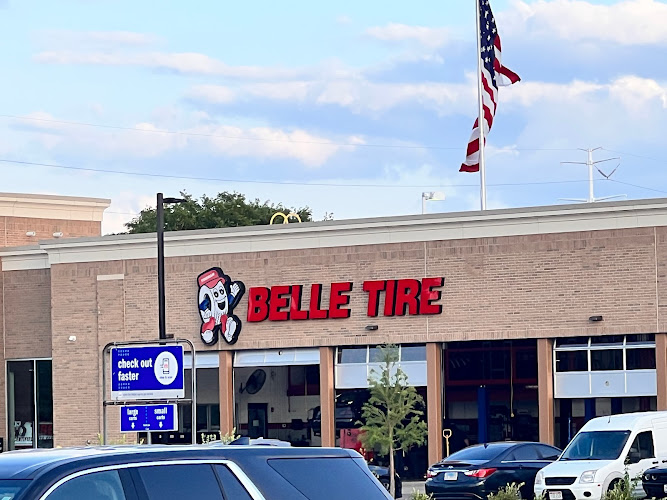 BELLE TIRE
check out
faster
large small
carts carts